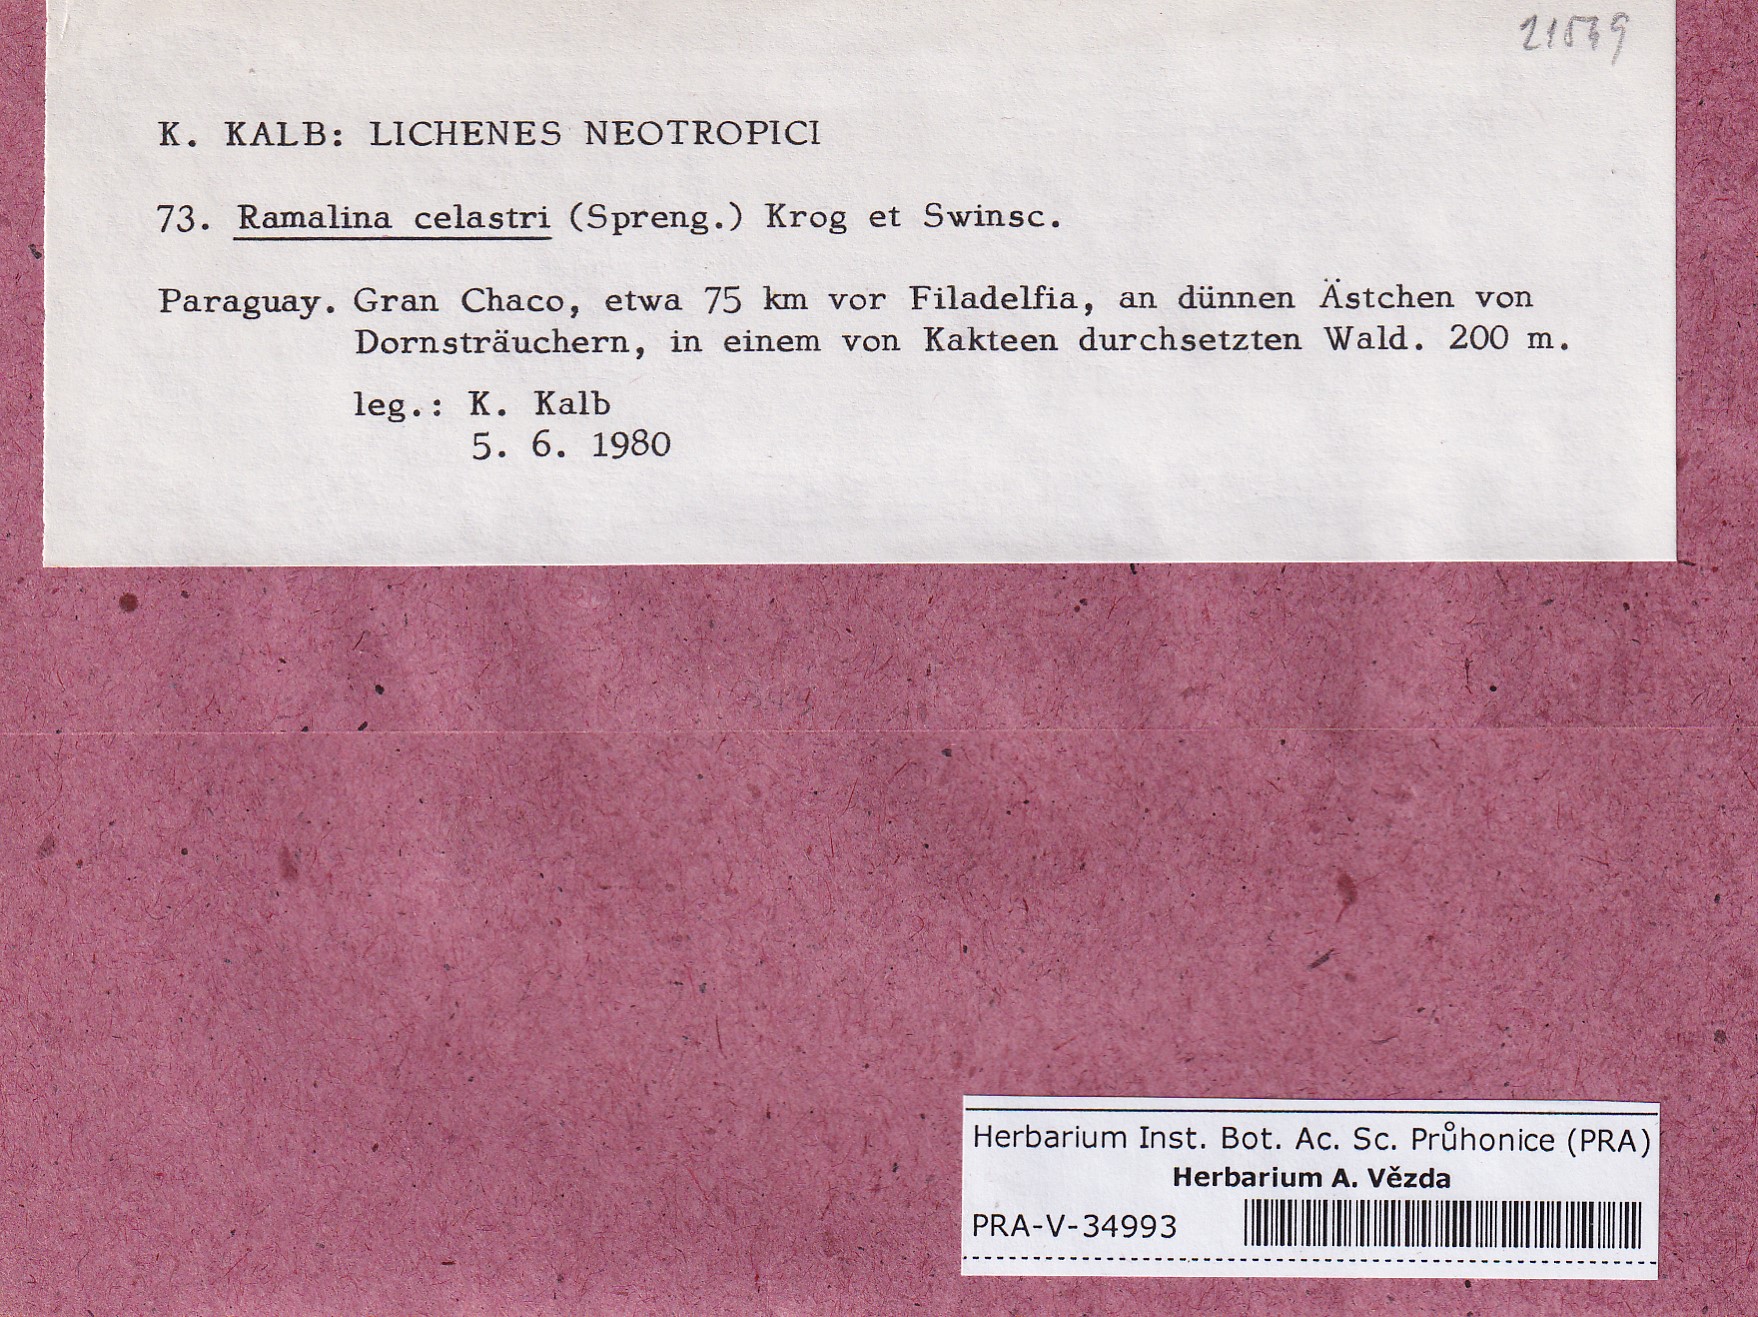 K. KALB: LICHENES NEOTROPICI
73. Ramalina celastri (Spreng.) Krog et Swinsc.
Paraguay. Gran Chaco, etwa 75 km vor Filadelfia, an dünnen Ästchen von
Dornsträuchern, in einem von Kakteen durchsetzten Wald. 200 m.
leg.: K. Kalb
5. 6. 1980
Herbarium Inst. Bot. Ac. Sc. Průhonice (PRA)
Herbarium A. Vězda
PRA-V-34993